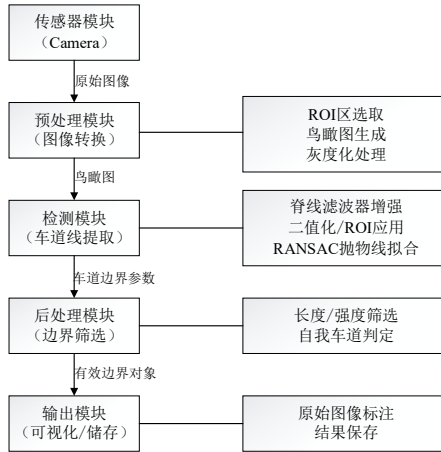 传感器模块
（Camera）
原始图像
预处理模块
（图像转换）
ROI区选取
鸟瞰图生成
灰度化处理
鸟瞰图
检测模块
（车道线提取）
脊线滤波器增强
二值化/ROI应用
RANSAC抛物线拟合
车道边界参数
后处理模块
（边界筛选）
长度/强度筛选
自我车道判定
有效边界对象
输出模块
（可视化/储存）
原始图像标注
结果保存